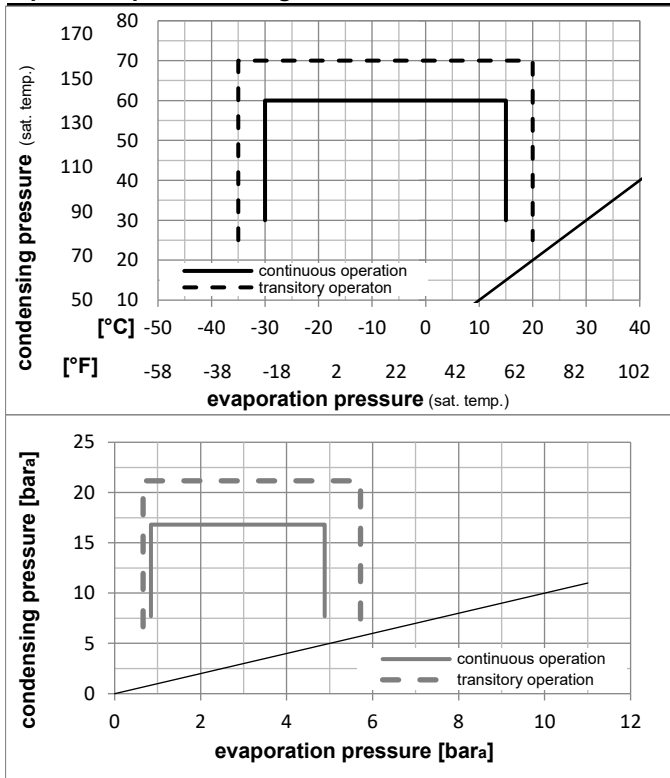 170 80
150 70
130 60
50
110 40
90 30
70 20
50 10
condensing pressure (sat. temp.)
continuous operation
transitory operaton
[°C] -50 -40 -30 -20 -10 0 10 20 30 40
[°F] -58 -38 -18 2 22 42 62 82 102
evaporation pressure (sat. temp.)
25
20
15
10
5
0
condensing pressure [bara]
continuous operation
transitory operation
0 2 4 6 8 10 12
evaporation pressure [bara]